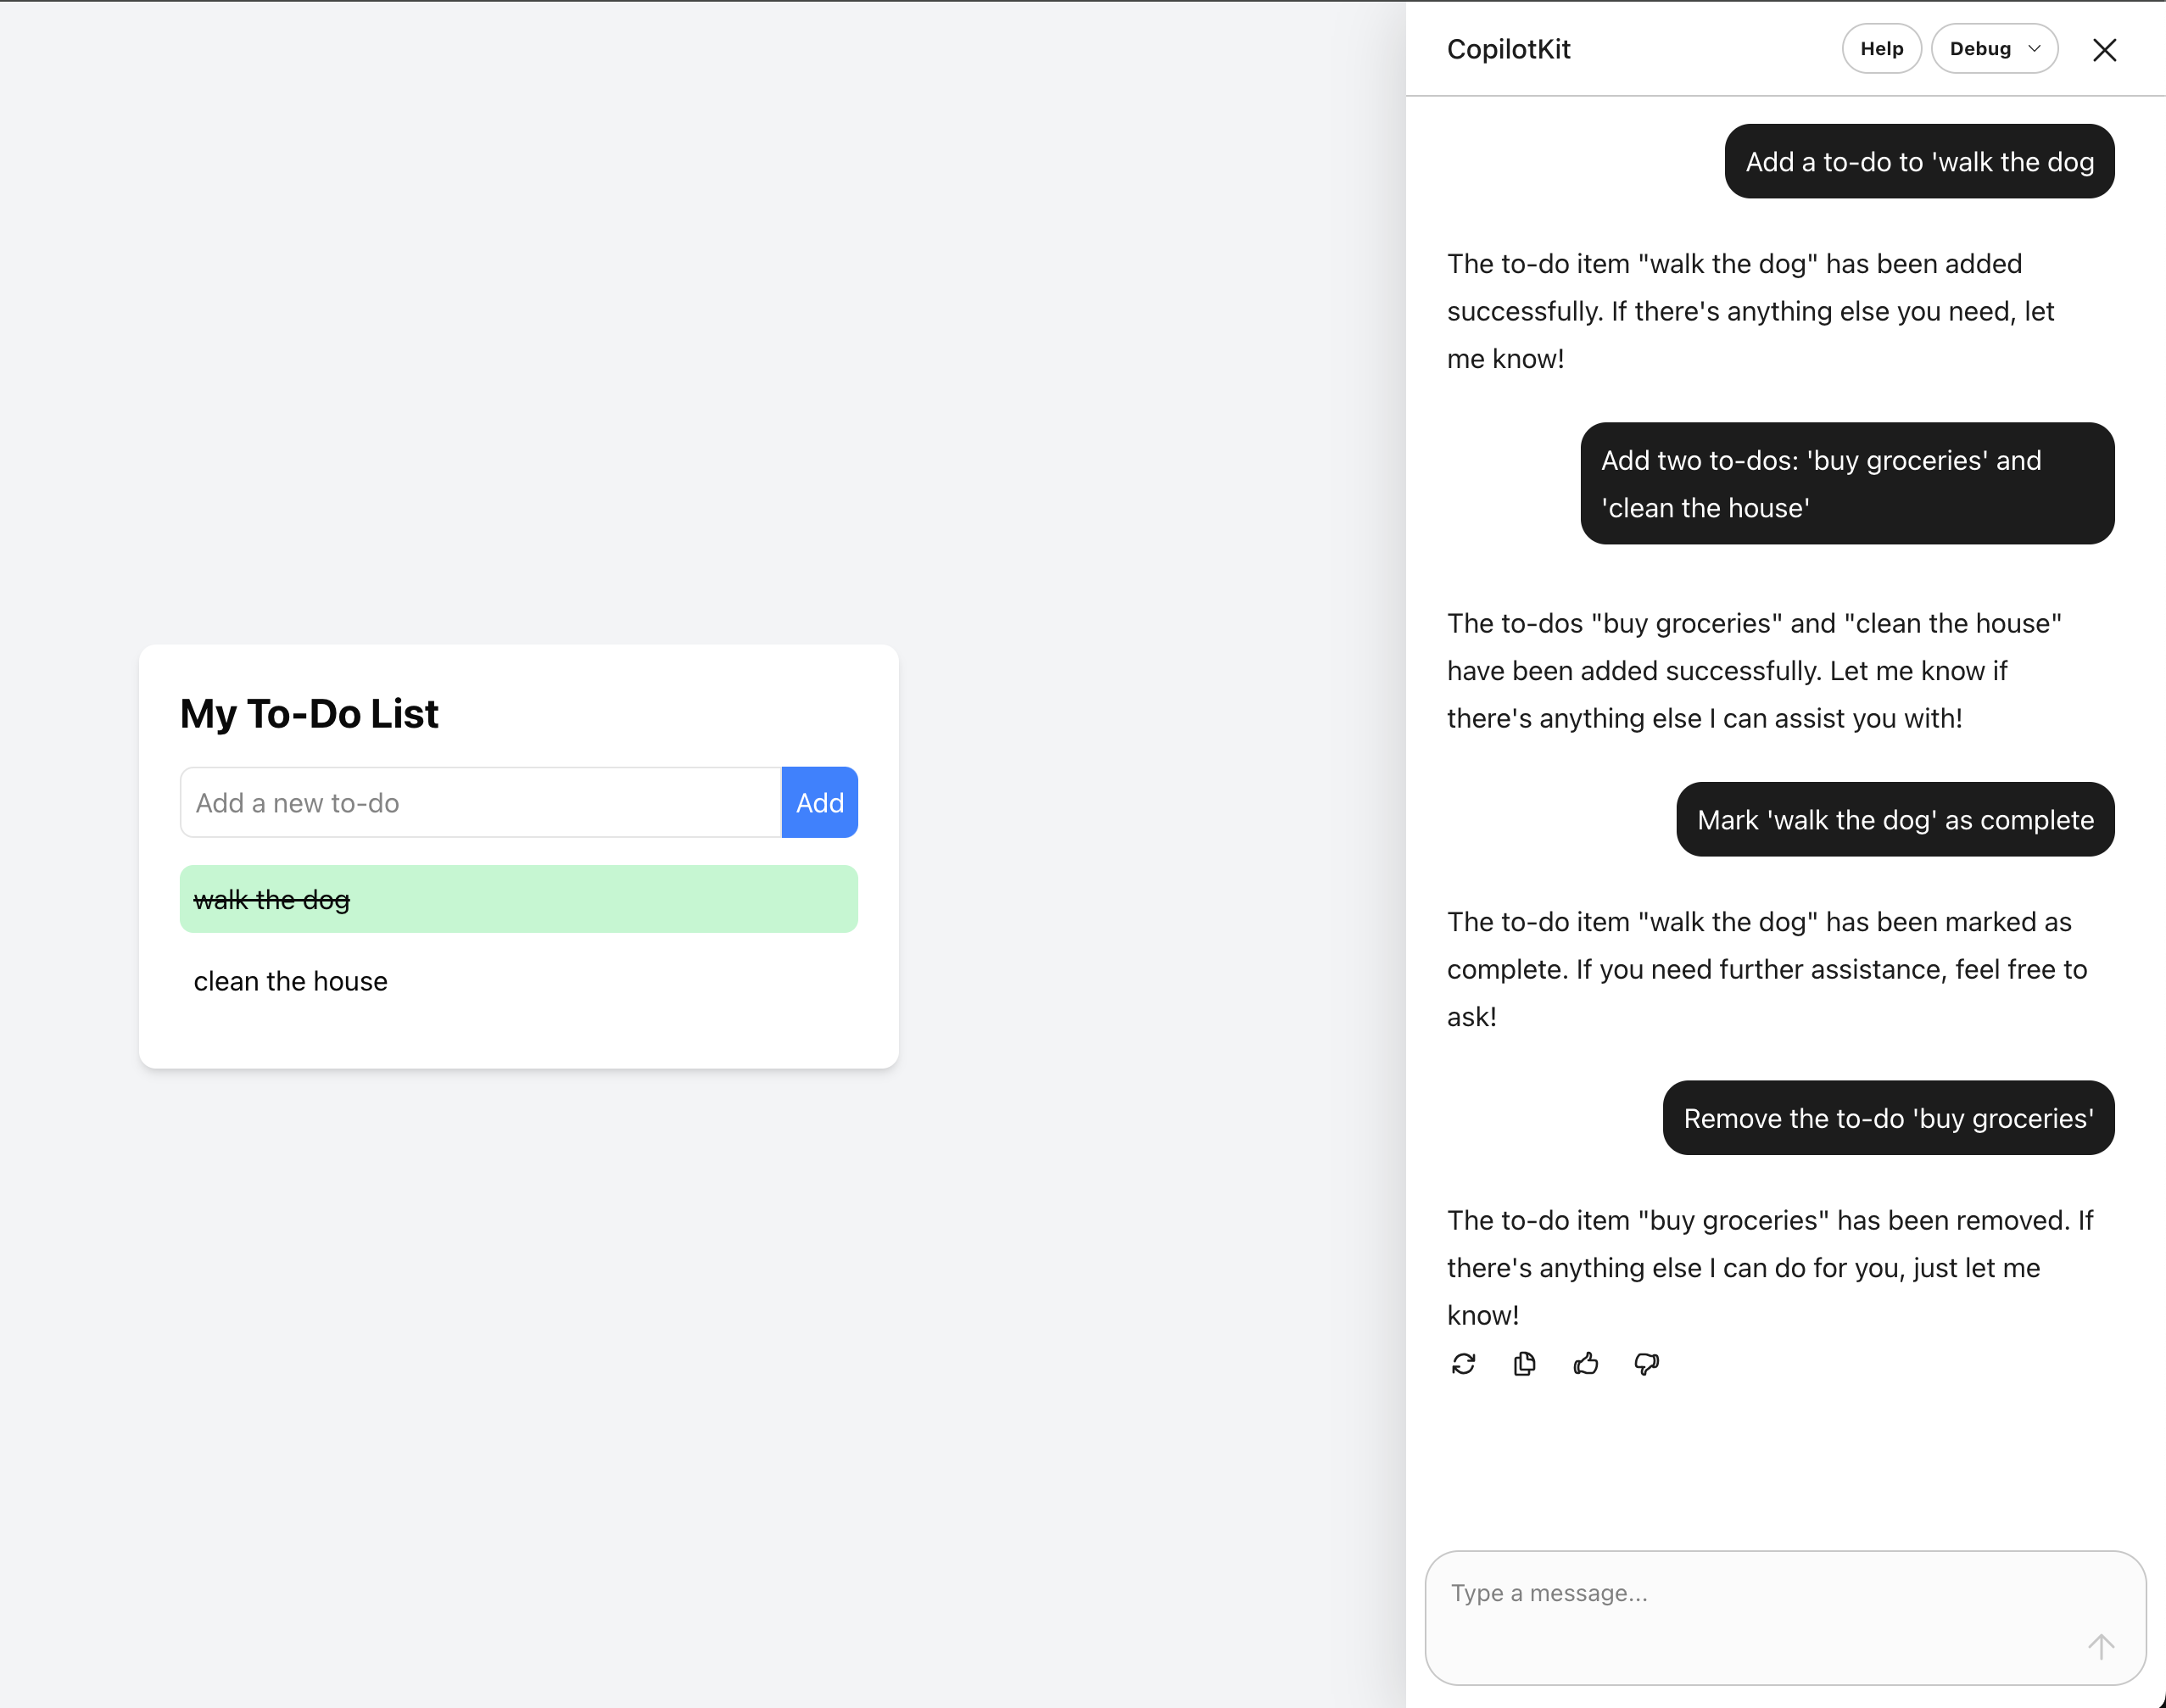 My To-Do List
Add a new to-do
Add
walk the dog
clean the house
CopilotKit
Help
Debug
Add a to-do to 'walk the dog
The to-do item "walk the dog" has been added
successfully. If there's anything else you need, let
me know!
Add two to-dos: 'buy groceries' and
'clean the house'
The to-dos "buy groceries" and "clean the house"
have been added successfully. Let me know if
there's anything else I can assist you with!
Mark 'walk the dog' as complete
The to-do item "walk the dog" has been marked as
complete. If you need further assistance, feel free to
ask!
Remove the to-do 'buy groceries'
The to-do item "buy groceries" has been removed. If
there's anything else I can do for you, just let me
know!
Type a message...